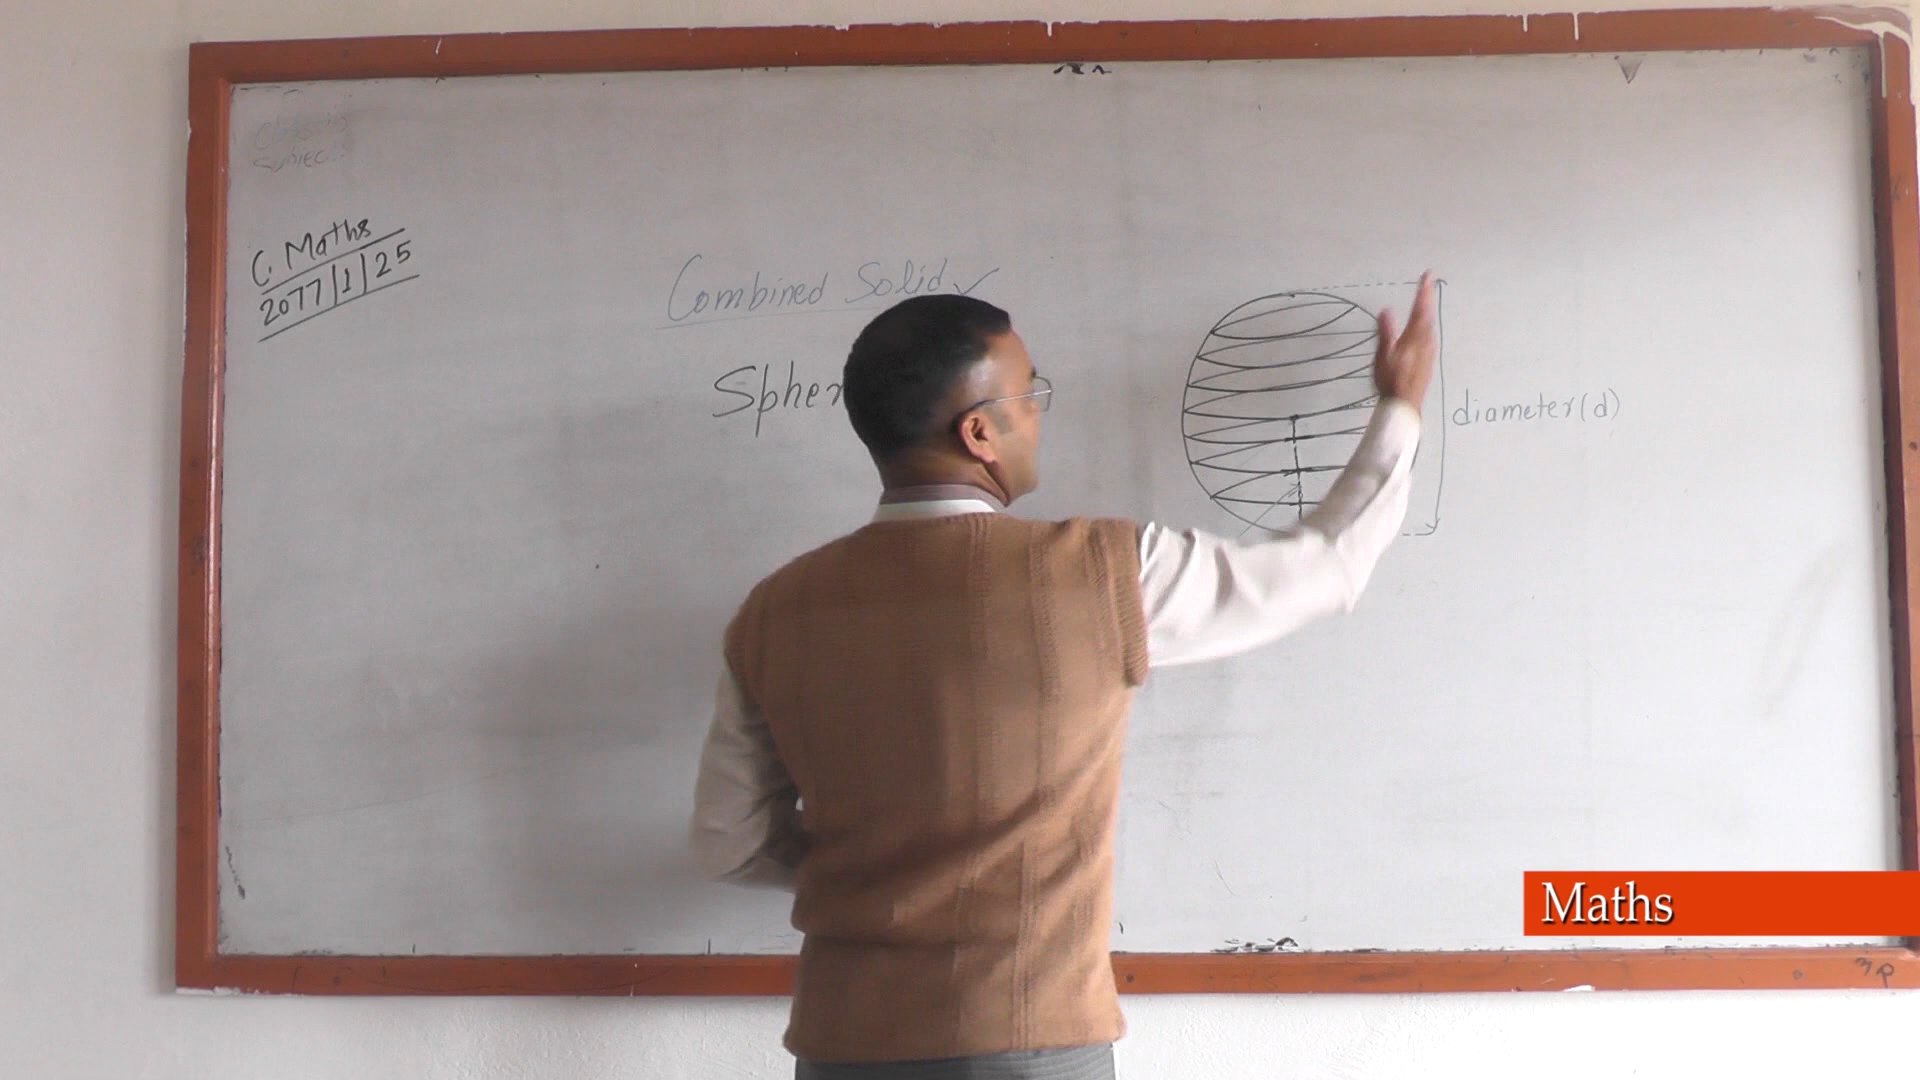 C. Maths
2077/1/25
Combined Solid
Spher
diameter (d)
Maths